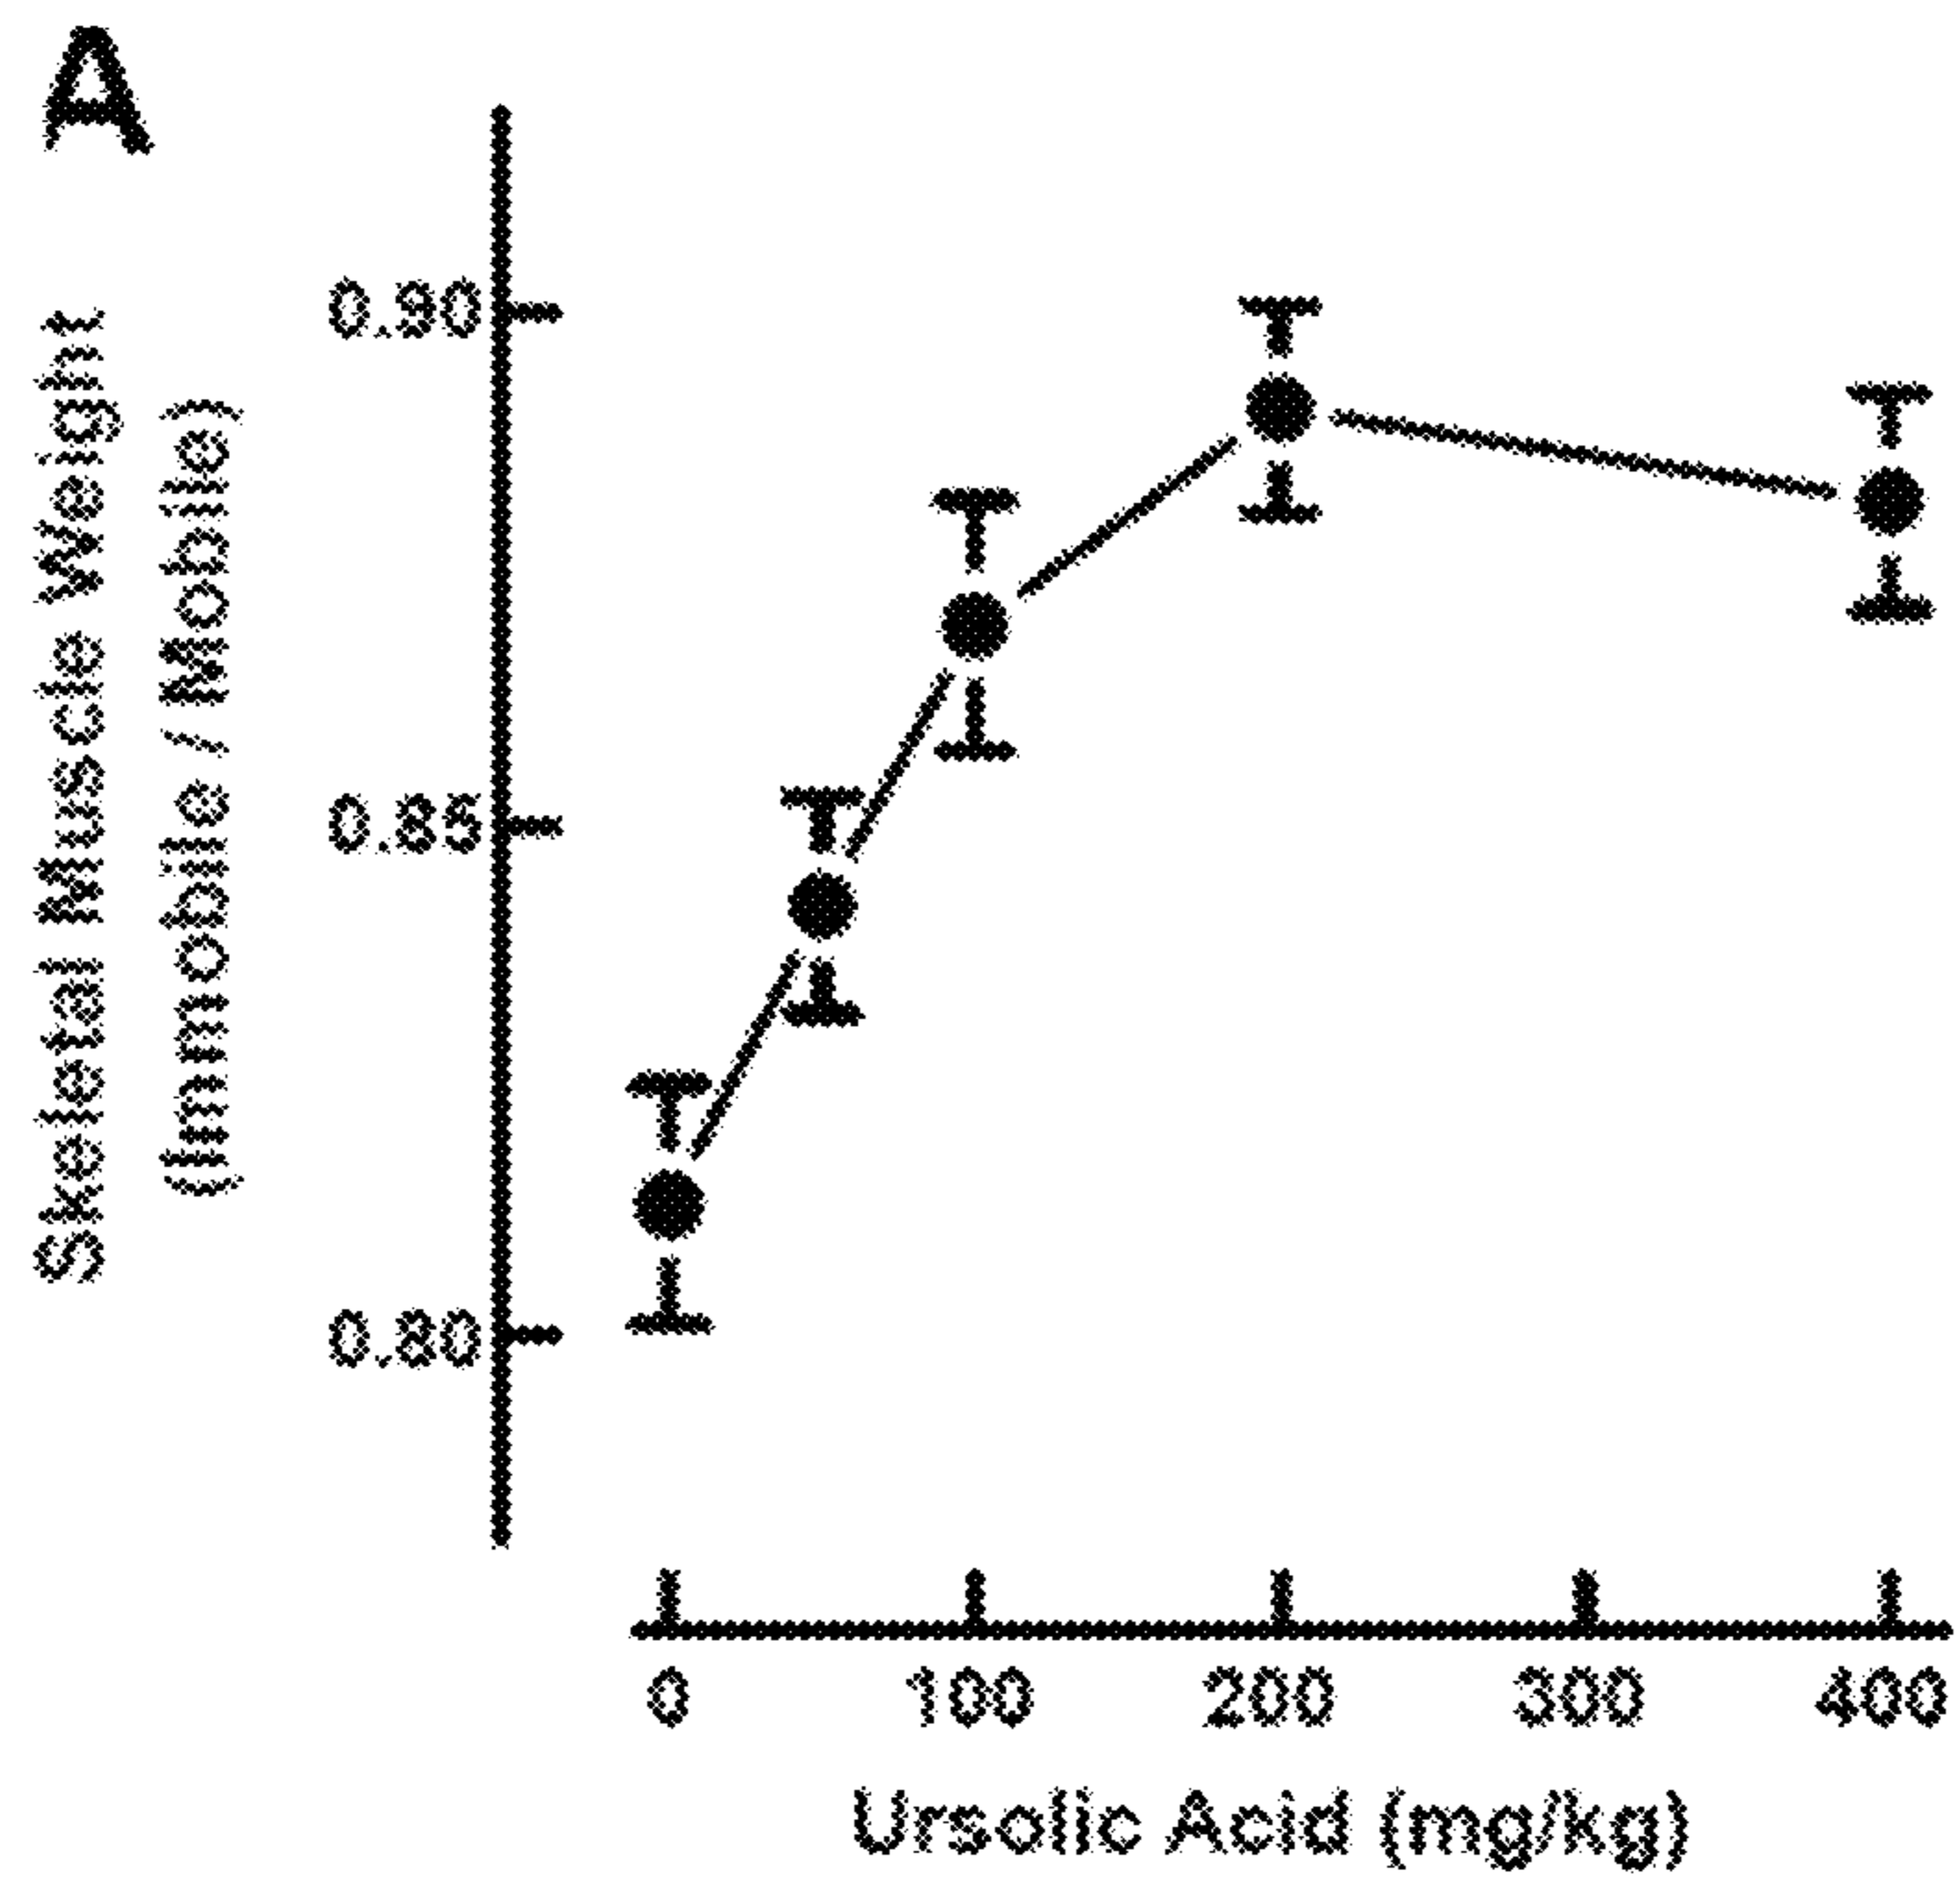 A
Skeletal Muscle Weight
(Immobile / Mobile)
0.90
0.85
0.80
0 100 200 300 400
Ursolic Acid (mg/kg)